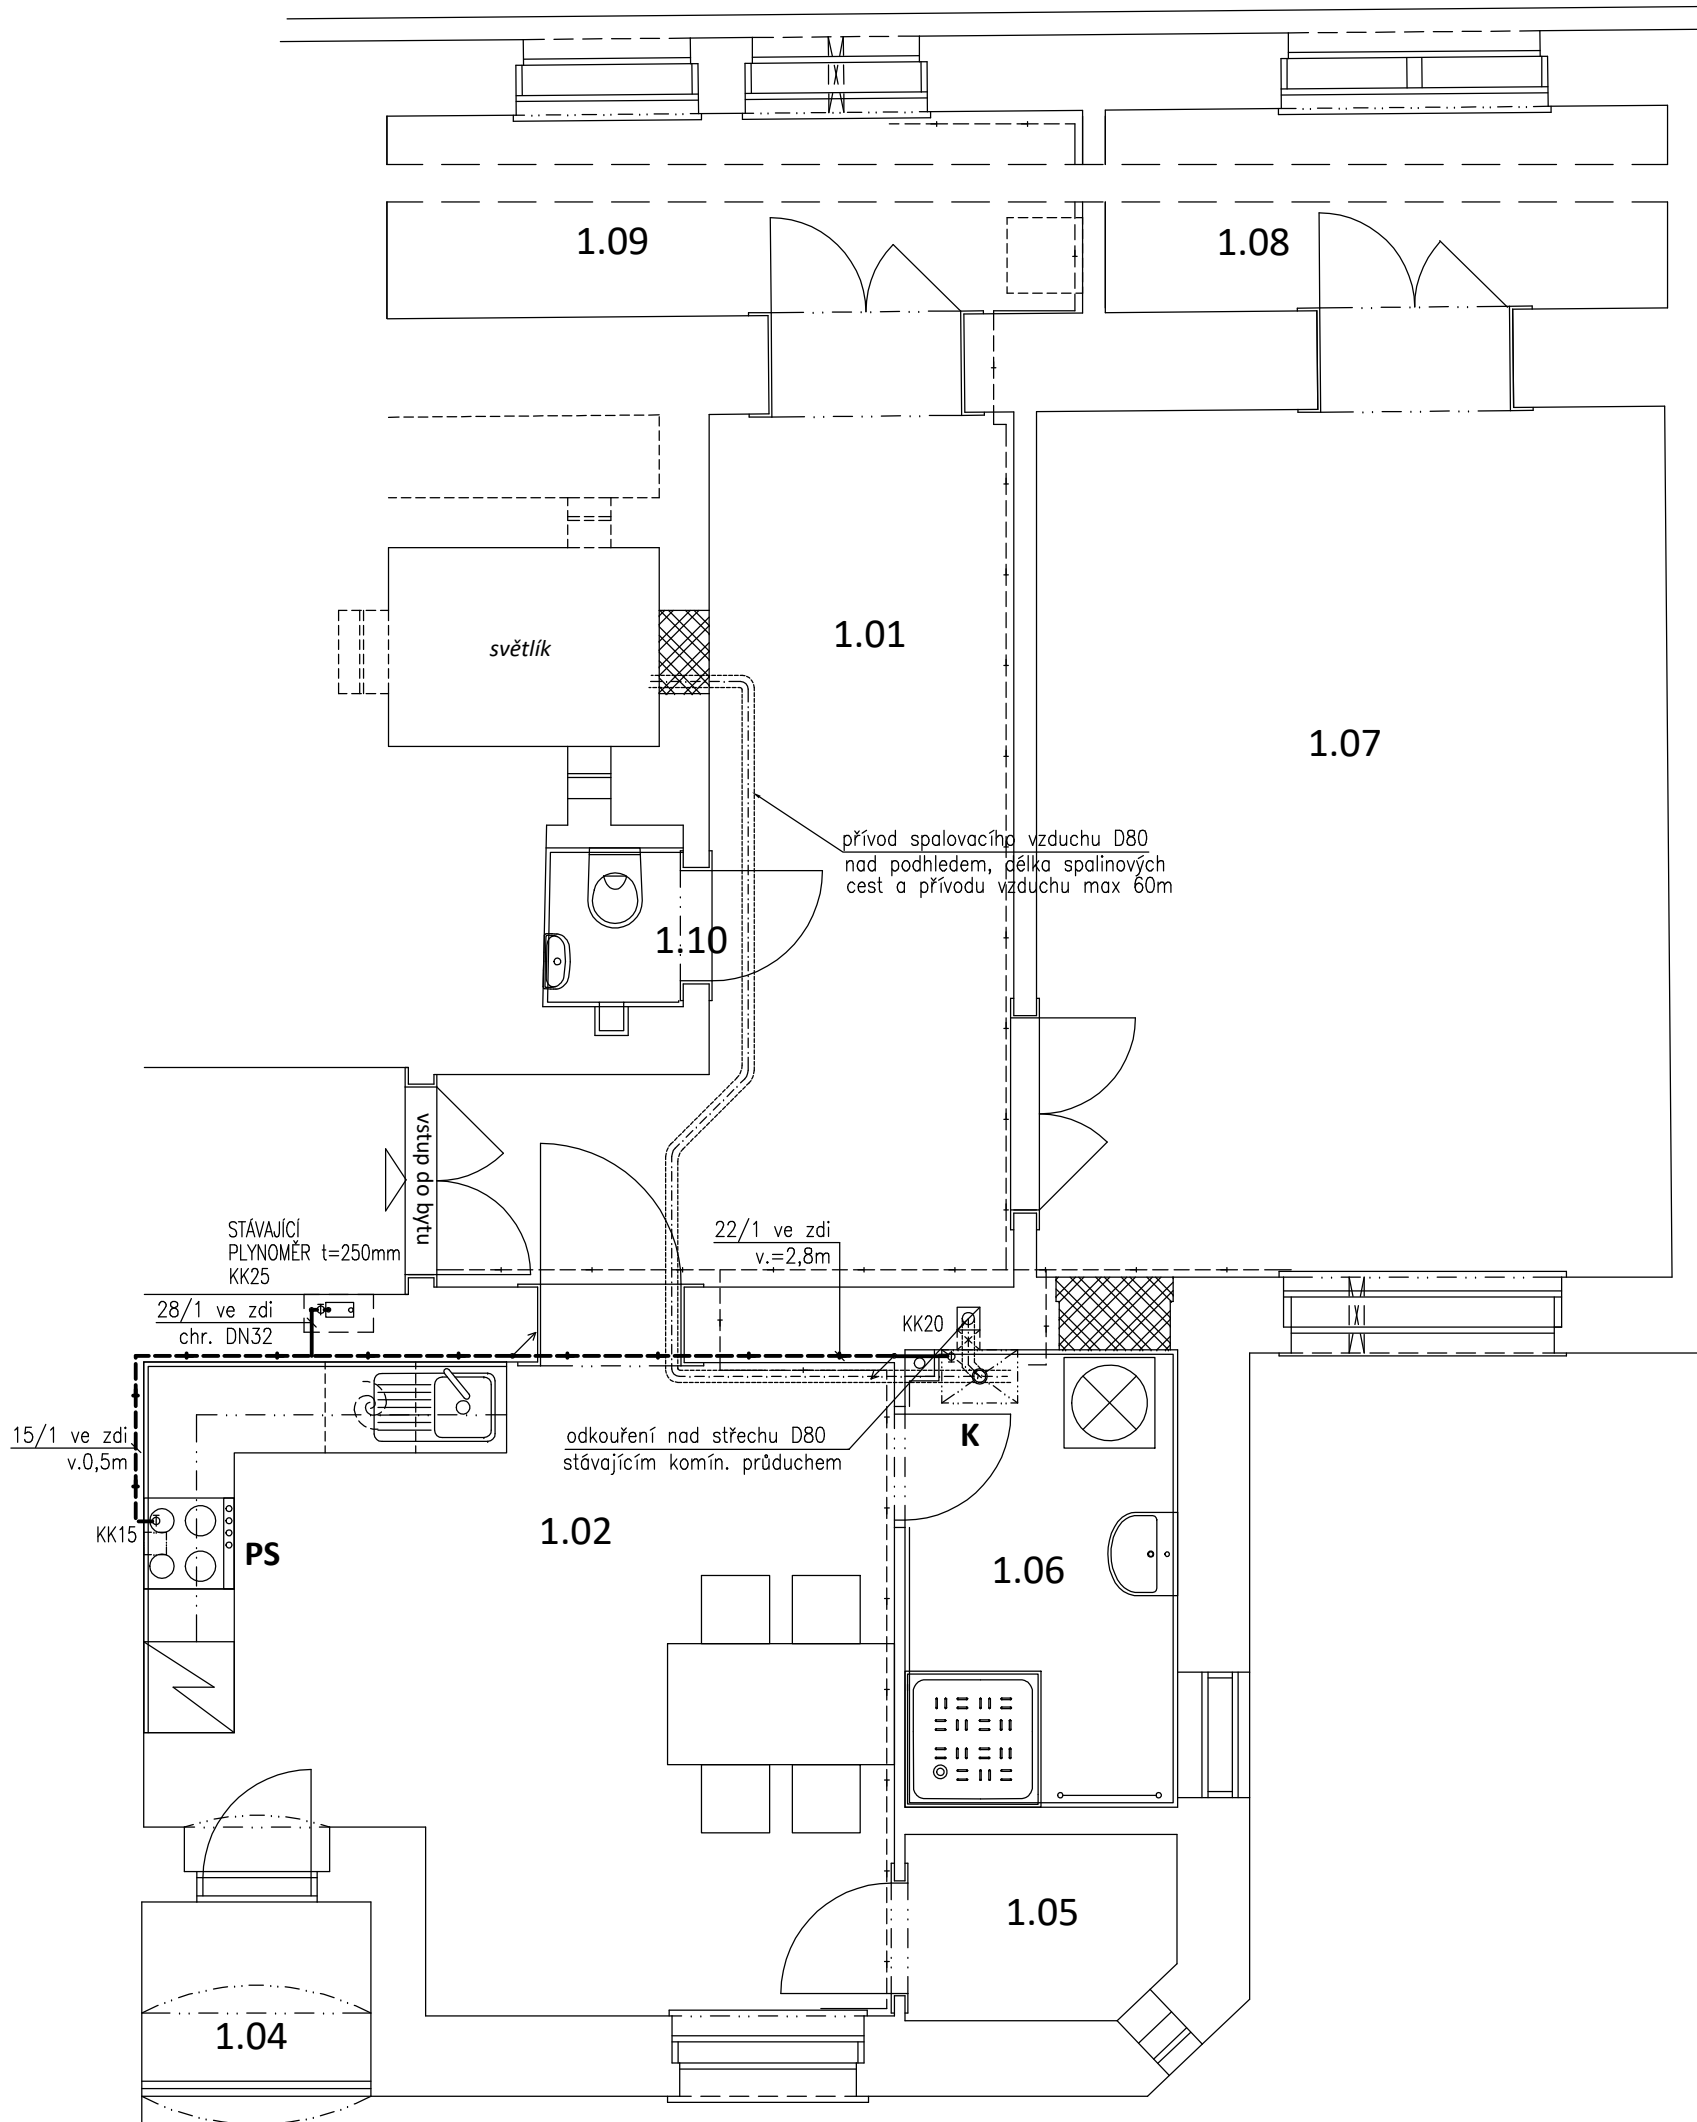 1.09
1.08
1.01
světlík
1.07
přívod spalovacího vzduchu D80
nad podhledem, délka spalinových
cest a přívodu vzduchu max 60m
1.10
vstup do bytu
STÁVAJÍCÍ
PLYNOMĚR t=250mm
KK25
22/1 ve zdi
v.=2,8m
28/1 ve zdi
chr. DN32
KK20
15/1 ve zdi
v.0,5m
odkouření nad střechu D80
stávajícím komín. průduchem
K
KK15
PS
1.02
1.06
1.05
1.04